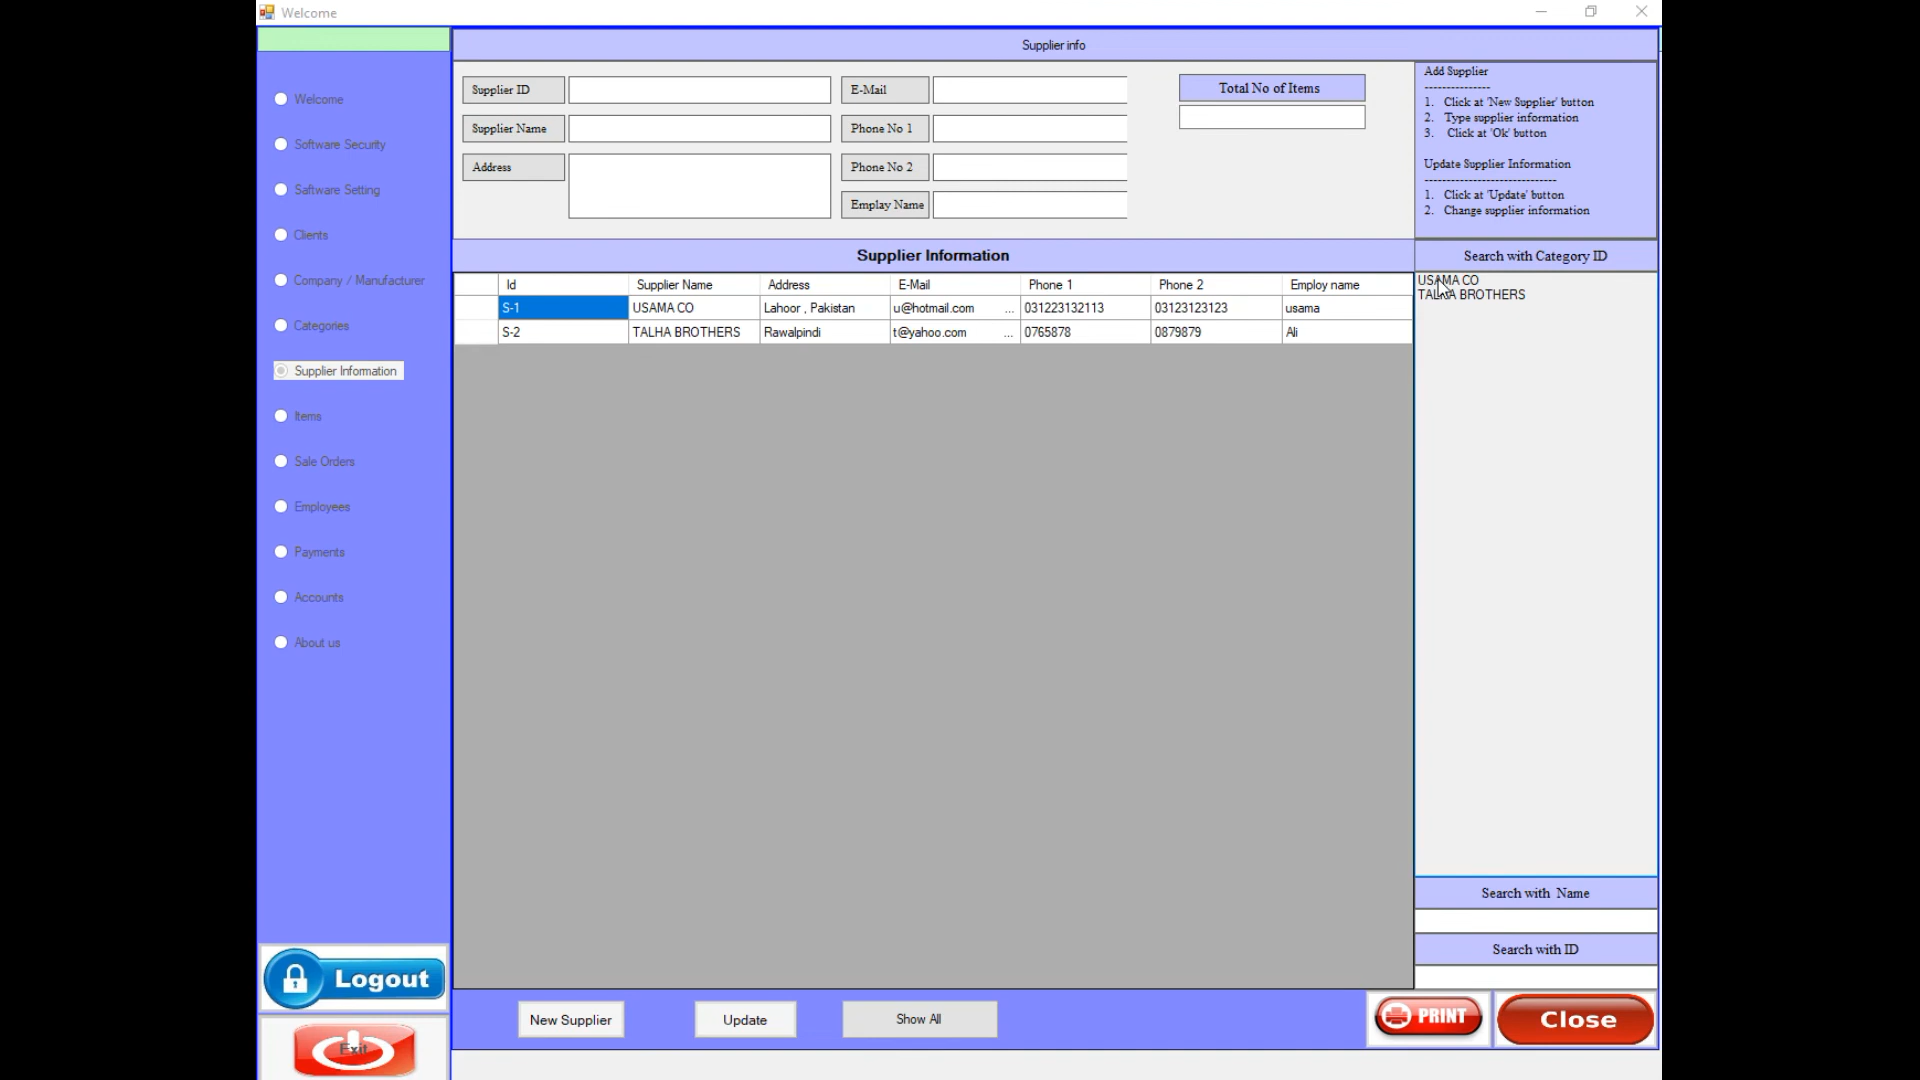 Welcome
Supplier info
Welcome
Software Security
Saftware Setting
Clients
Company / Manufacturer
Categories
Supplier Information
Items
Sale Orders
Employees
Payments
Accounts
About us
Logout
Exit
Supplier ID
Supplier Name
Address
E-Mail
Phone No 1
Phone No 2
Emplay Name
Total No of Items
Add Supplier
---------------
1. Click at 'New Supplier' button
2. Type supplier information
3. Click at 'Ok' button
Update Supplier Information
------------------------------
1. Click at 'Update' button
2. Change supplier information
Supplier Information
Id Supplier Name Address E-Mail Phone 1 Phone 2 Employ name
S-1 USAMA CO Lahoor , Pakistan u@hotmail.com ... 031223132113 03123123123 usama
S-2 TALHA BROTHERS Rawalpindi t@yahoo.com ... 0765878 0879879 Ali
Search with Category ID
USAMA CO
TALHA BROTHERS
Search with Name
Search with ID
New Supplier
Update
Show All
PRINT
Close